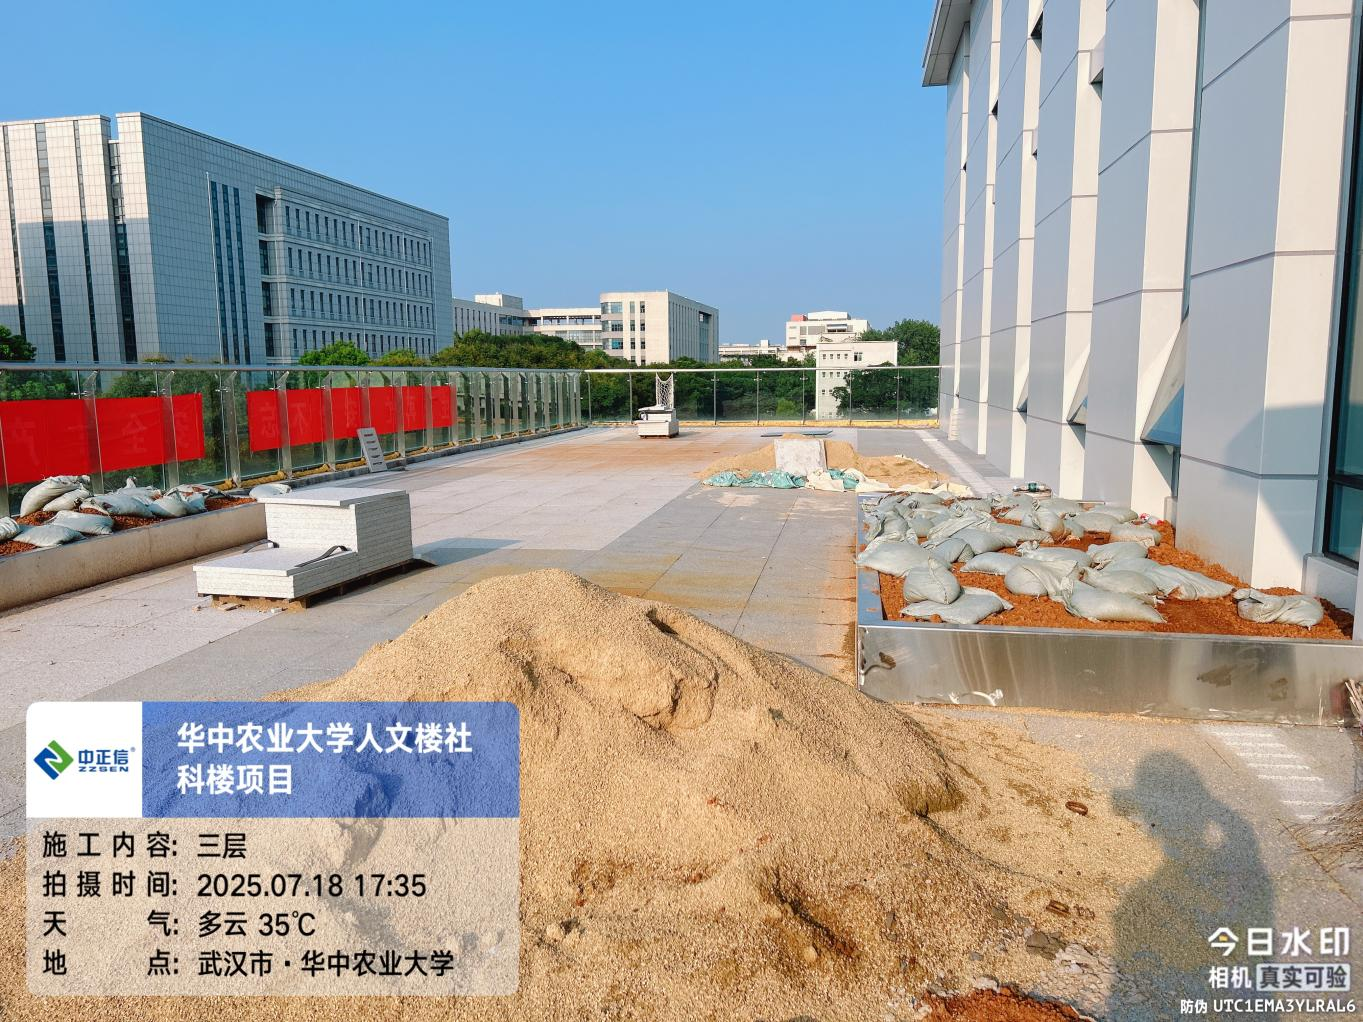 中正信®
ZZSEN
华中农业大学人文楼社
科楼项目
施工内容: 三层
拍摄时间: 2025.07.18 17:35
天气: 多云 35℃
地点: 武汉市·华中农业大学
今日水印
相机 真实可验
防伪 UTC1EMA3YLRAL6